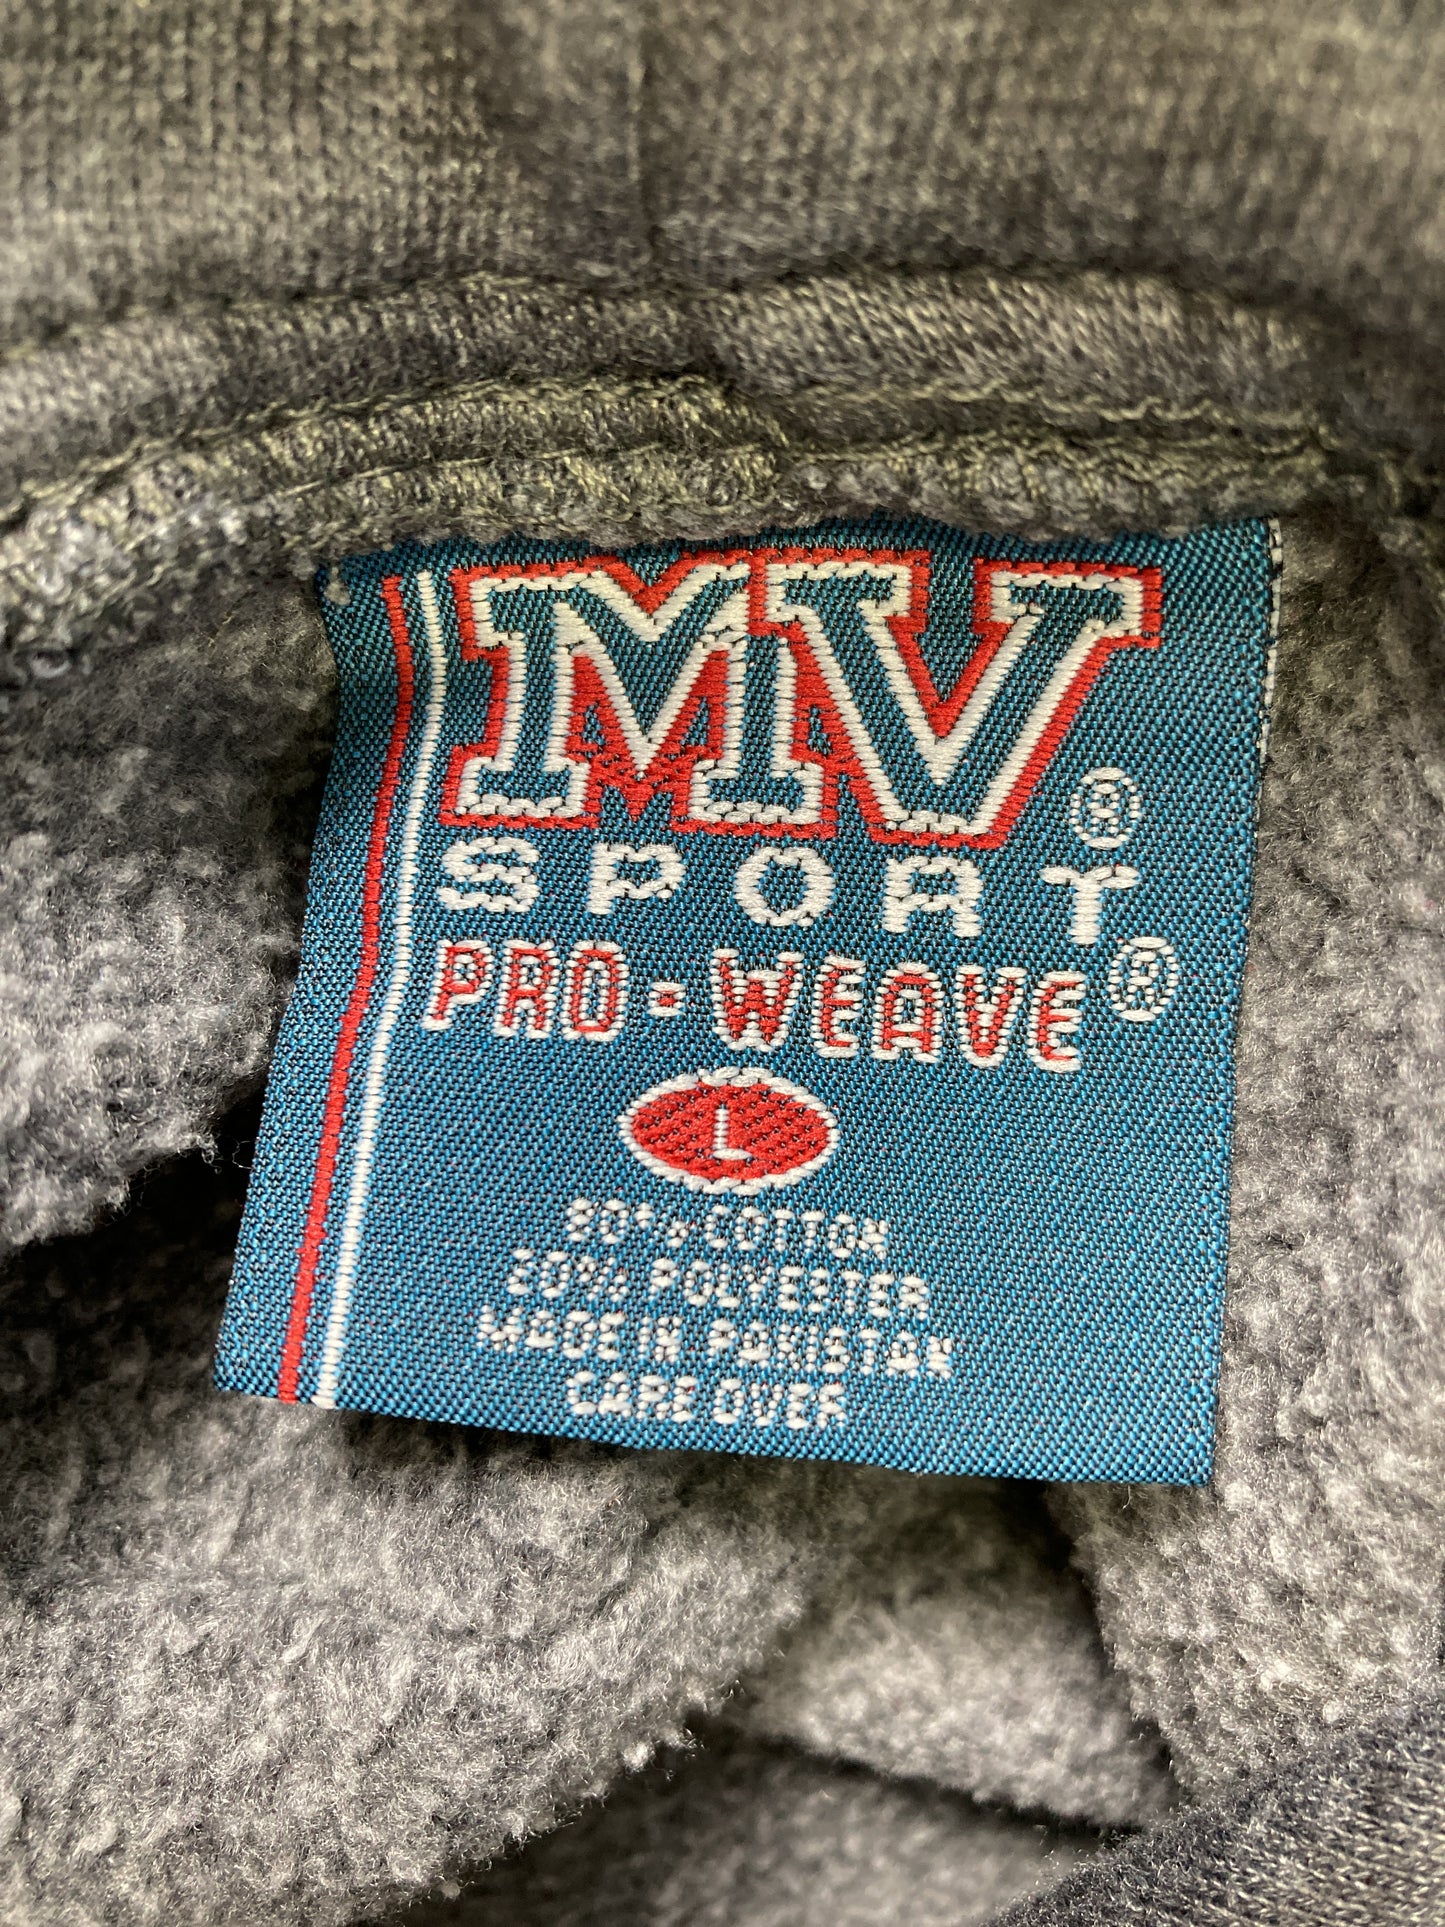 MV®
SPORT
PRO-WEAVE®
L
80% COTTON
20% POLYESTER
MADE IN PAKISTAN
CARE OVER